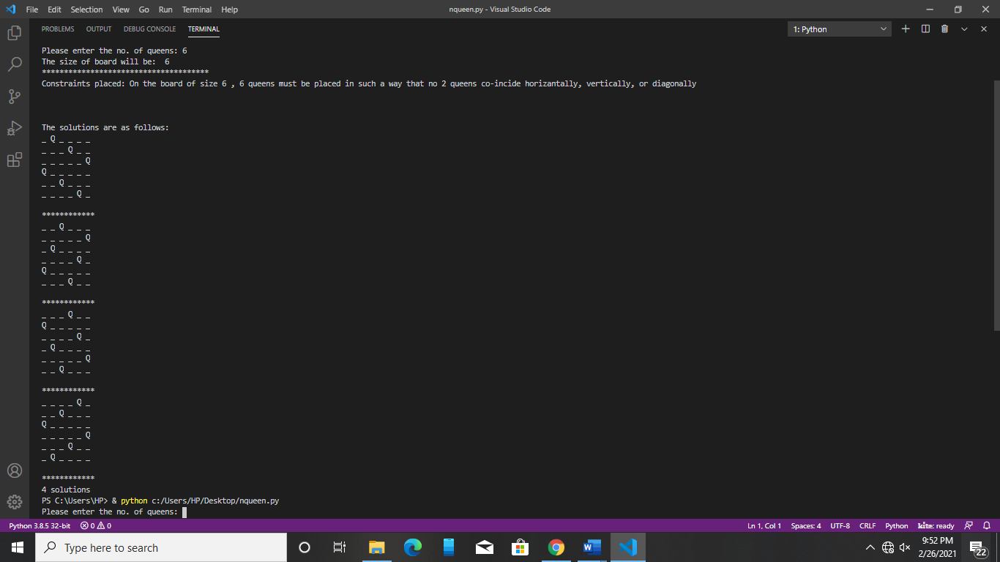 File Edit Selection View Go Run Terminal Help
nqueen.py - Visual Studio Code
PROBLEMS OUTPUT DEBUG CONSOLE TERMINAL
1: Python
Please enter the no. of queens: 6
The size of board will be:  6
**************************************
Constraints placed: On the board of size 6 , 6 queens must be placed in such a way that no 2 queens co-incide horizantally, vertically, or diagonally
The solutions are as follows:
_ Q _ _ _ _
_ _ _ Q _ _
_ _ _ _ _ Q
Q _ _ _ _ _
_ _ Q _ _ _
_ _ _ _ Q _
************
_ _ Q _ _ _
_ _ _ _ _ Q
_ Q _ _ _ _
_ _ _ _ Q _
Q _ _ _ _ _
_ _ _ Q _ _
************
_ _ _ Q _ _
Q _ _ _ _ _
_ _ _ _ Q _
_ Q _ _ _ _
_ _ _ _ _ Q
_ _ Q _ _ _
************
_ _ _ _ Q _
_ _ Q _ _ _
Q _ _ _ _ _
_ _ _ _ _ Q
_ _ _ Q _ _
_ Q _ _ _ _
************
4 solutions
PS C:\Users\HP> & python c:/Users/HP/Desktop/nqueen.py
Please enter the no. of queens:
Python 3.8.5 32-bit 0 0 Ln 1, Col 1 Spaces: 4 UTF-8 CRLF Python kite: ready
Type here to search
9:52 PM
2/26/2021
22